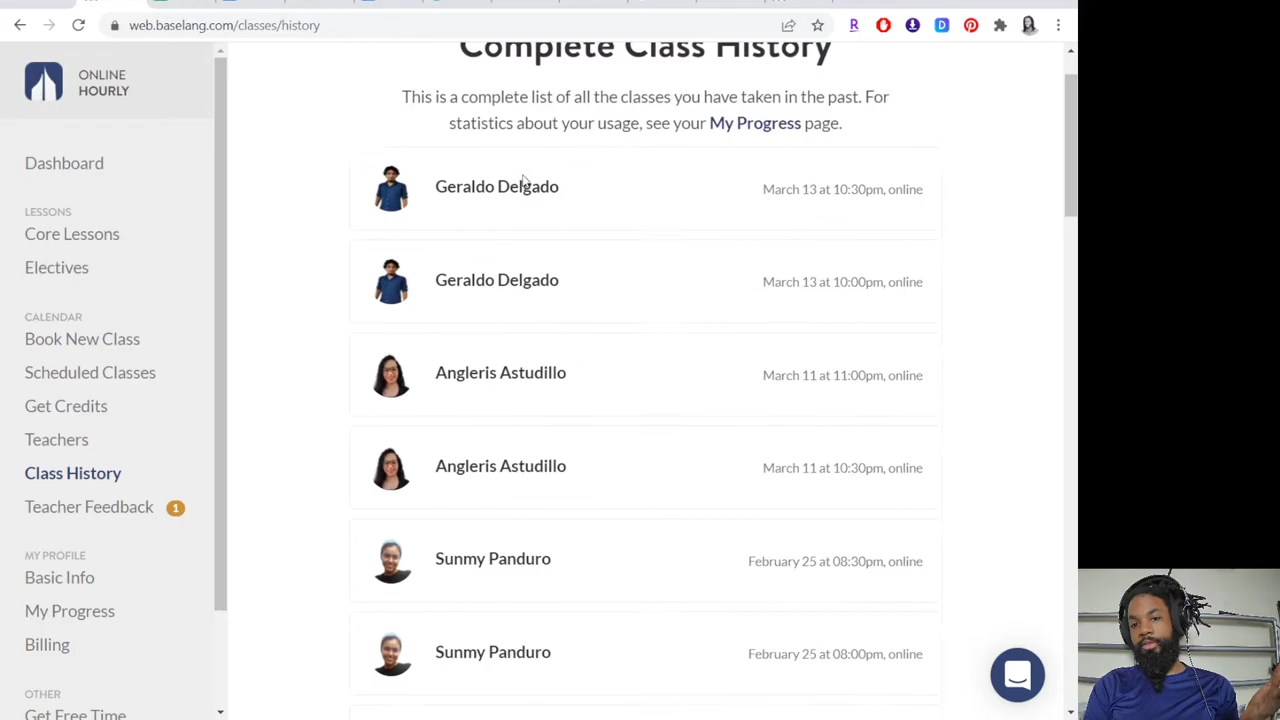 web.baselang.com/classes/history
R
D
ONLINE
HOURLY
Dashboard
LESSONS
Core Lessons
Electives
CALENDAR
Book New Class
Scheduled Classes
Get Credits
Teachers
Class History
Teacher Feedback 1
MY PROFILE
Basic Info
My Progress
Billing
OTHER
Get Free Time
Complete Class History
This is a complete list of all the classes you have taken in the past. For
statistics about your usage, see your My Progress page.
Geraldo Delgado March 13 at 10:30pm, online
Geraldo Delgado March 13 at 10:00pm, online
Angleris Astudillo March 11 at 11:00pm, online
Angleris Astudillo March 11 at 10:30pm, online
Sunmy Panduro February 25 at 08:30pm, online
Sunmy Panduro February 25 at 08:00pm, online